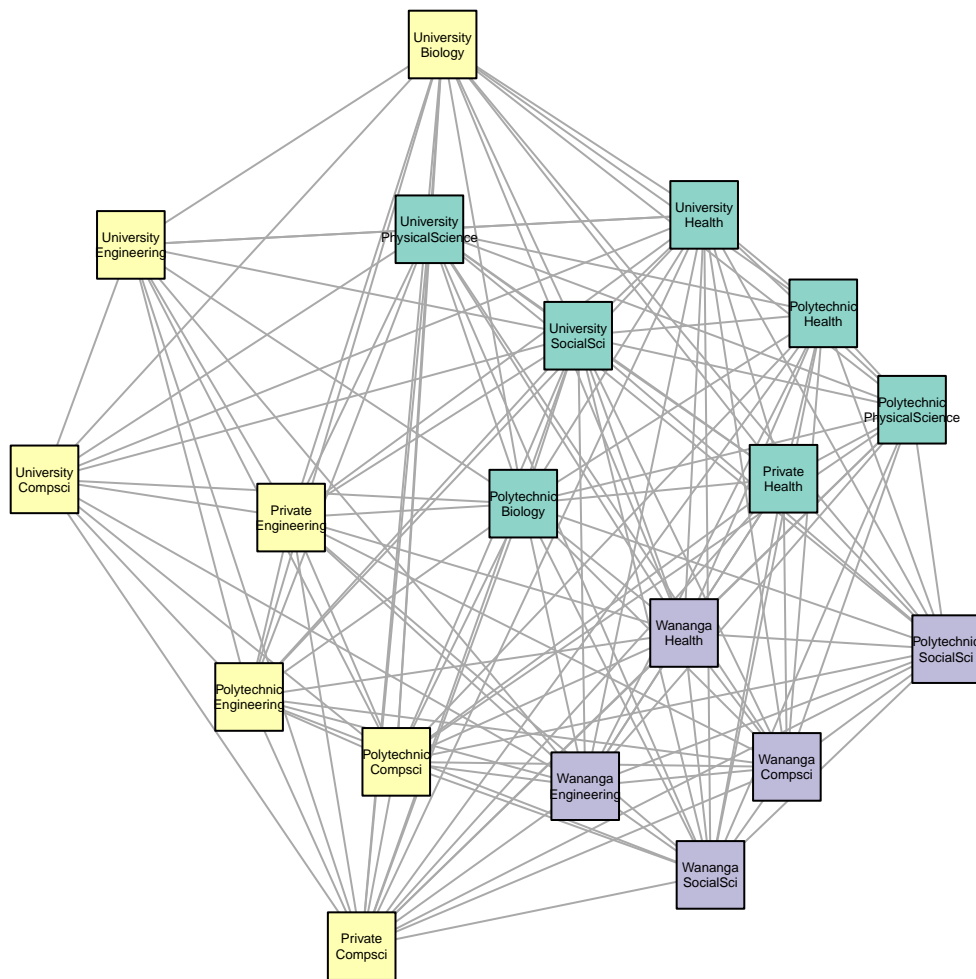 University
Biology
University
PhysicalScience
University
Health
University
Engineering
Polytechnic
Health
University
SocialSci
Polytechnic
PhysicalScience
University
Compsci
Private
Health
Private
Engineering
Polytechnic
Biology
Wananga
Health
Polytechnic
SocialSci
Polytechnic
Engineering
Polytechnic
Compsci
Wananga
Compsci
Wananga
Engineering
Wananga
SocialSci
Private
Compsci